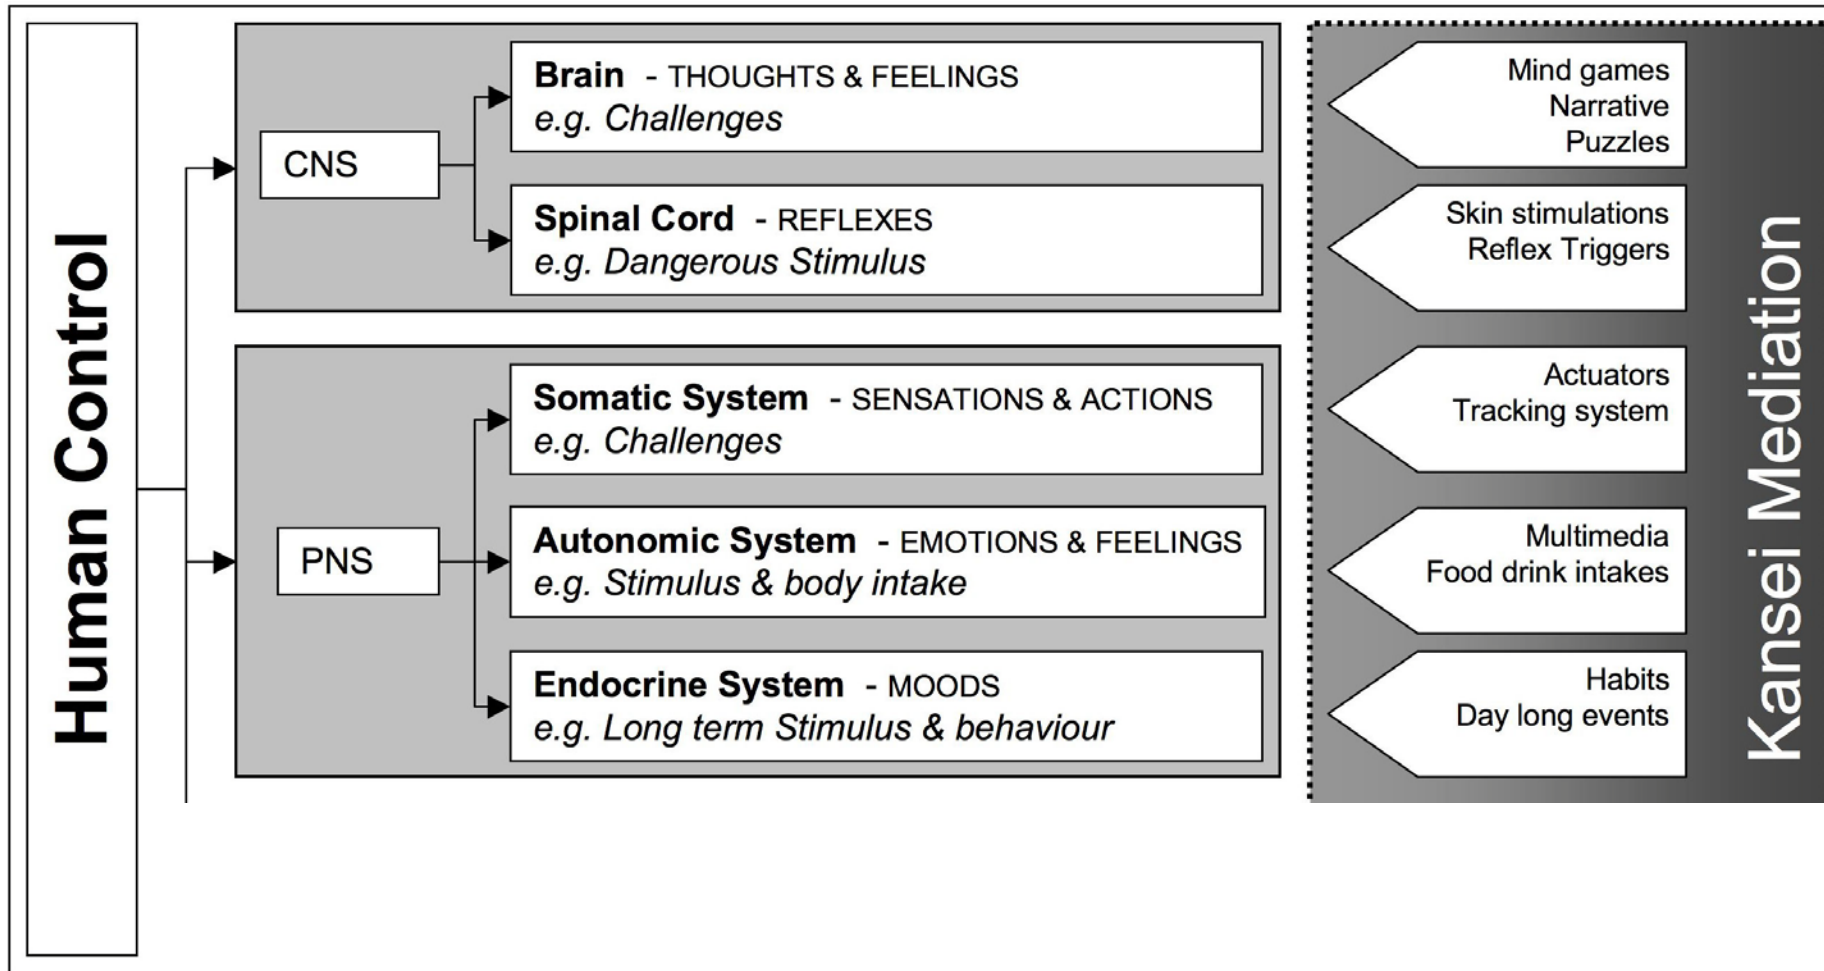 Human Control
CNS
Brain - THOUGHTS & FEELINGS
e.g. Challenges
Spinal Cord - REFLEXES
e.g. Dangerous Stimulus
PNS
Somatic System - SENSATIONS & ACTIONS
e.g. Challenges
Autonomic System - EMOTIONS & FEELINGS
e.g. Stimulus & body intake
Endocrine System - MOODS
e.g. Long term Stimulus & behaviour
Mind games
Narrative
Puzzles
Skin stimulations
Reflex Triggers
Actuators
Tracking system
Multimedia
Food drink intakes
Habits
Day long events
Kansei Mediation